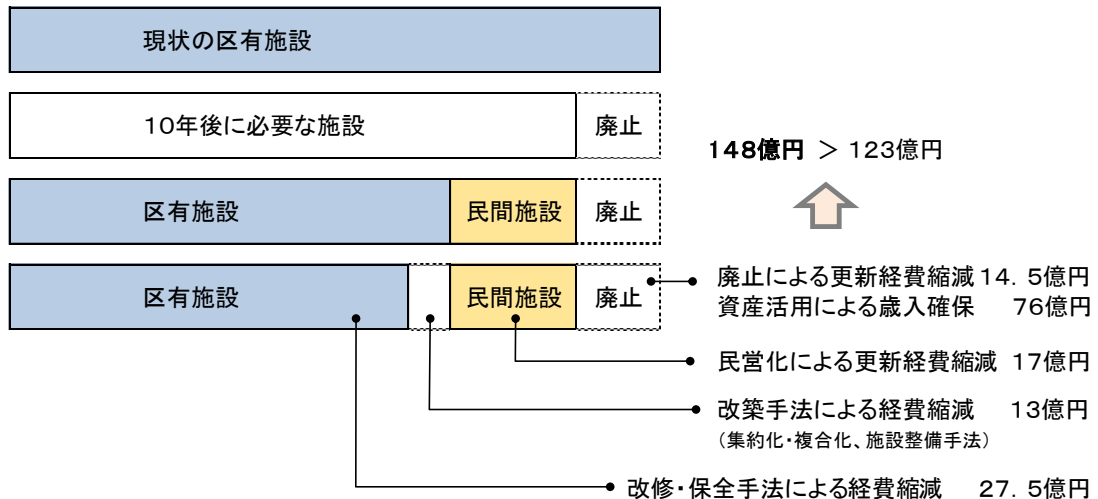 現状の区有施設
10年後に必要な施設 廃止
148億円 ＞ 123億円
区有施設 民間施設 廃止
区有施設 民間施設 廃止
廃止による更新経費縮減 14．5億円
資産活用による歳入確保 76億円
民営化による更新経費縮減 17億円
改築手法による経費縮減 13億円
（集約化・複合化、施設整備手法）
改修・保全手法による経費縮減 27．5億円